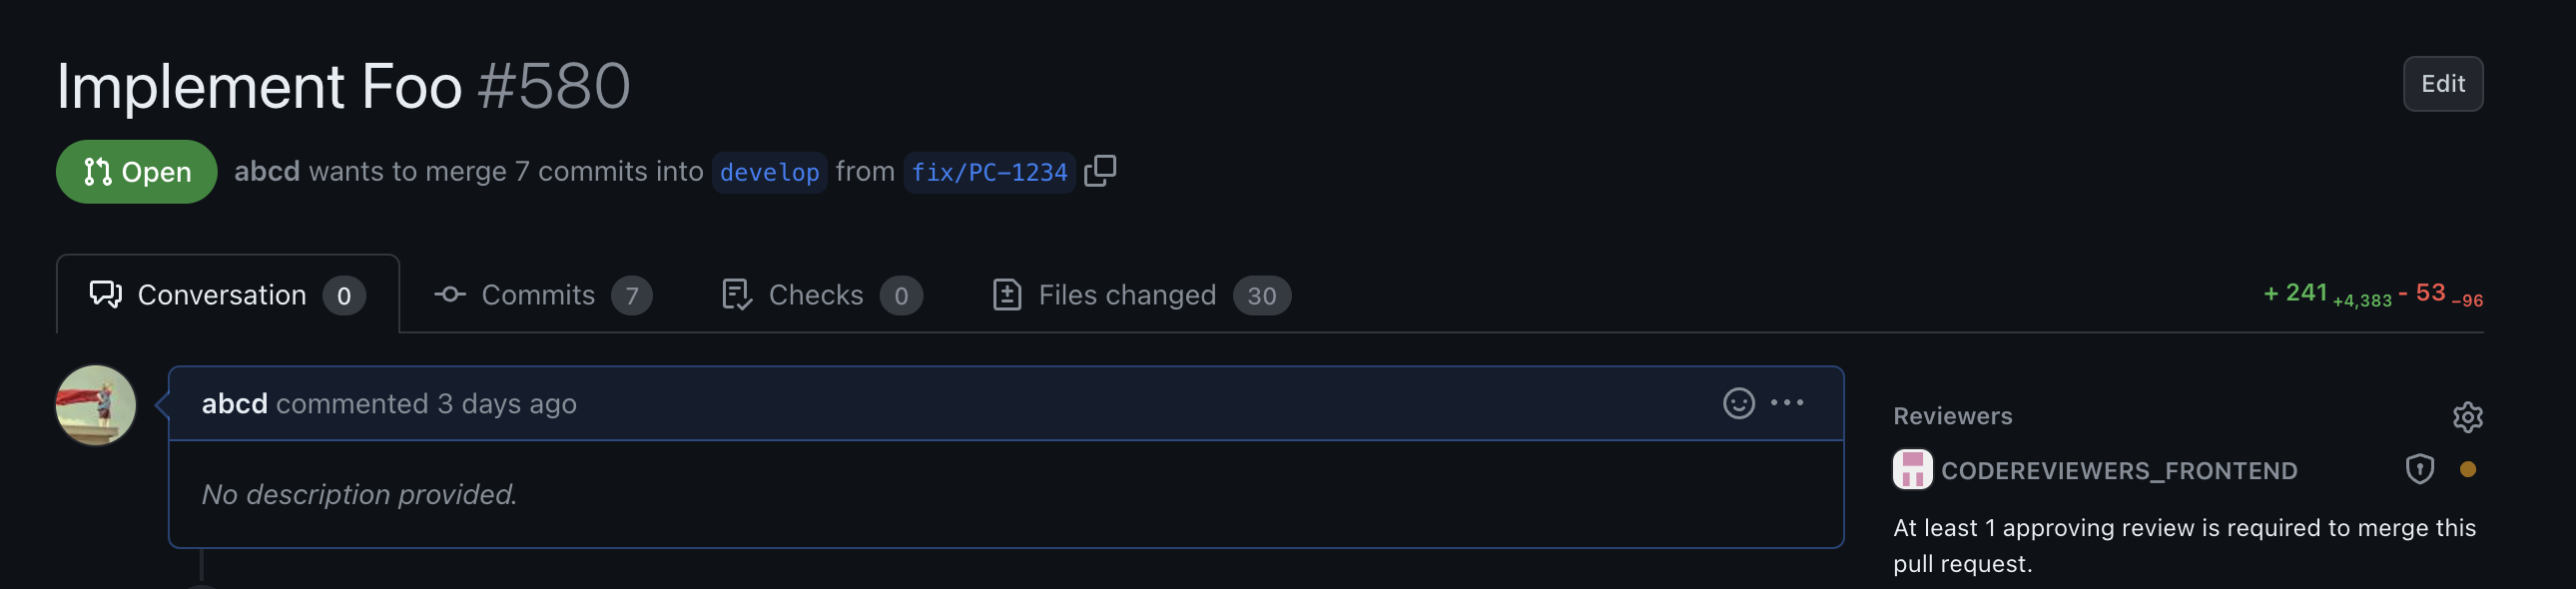 Implement Foo #580
Edit
Open
abcd wants to merge 7 commits into develop from fix/PC-1234
Conversation 0
Commits 7
Checks 0
Files changed 30
+ 241 +4,383 - 53 −96
abcd commented 3 days ago
No description provided.
Reviewers
CODEREVIEWERS_FRONTEND
At least 1 approving review is required to merge this
pull request.